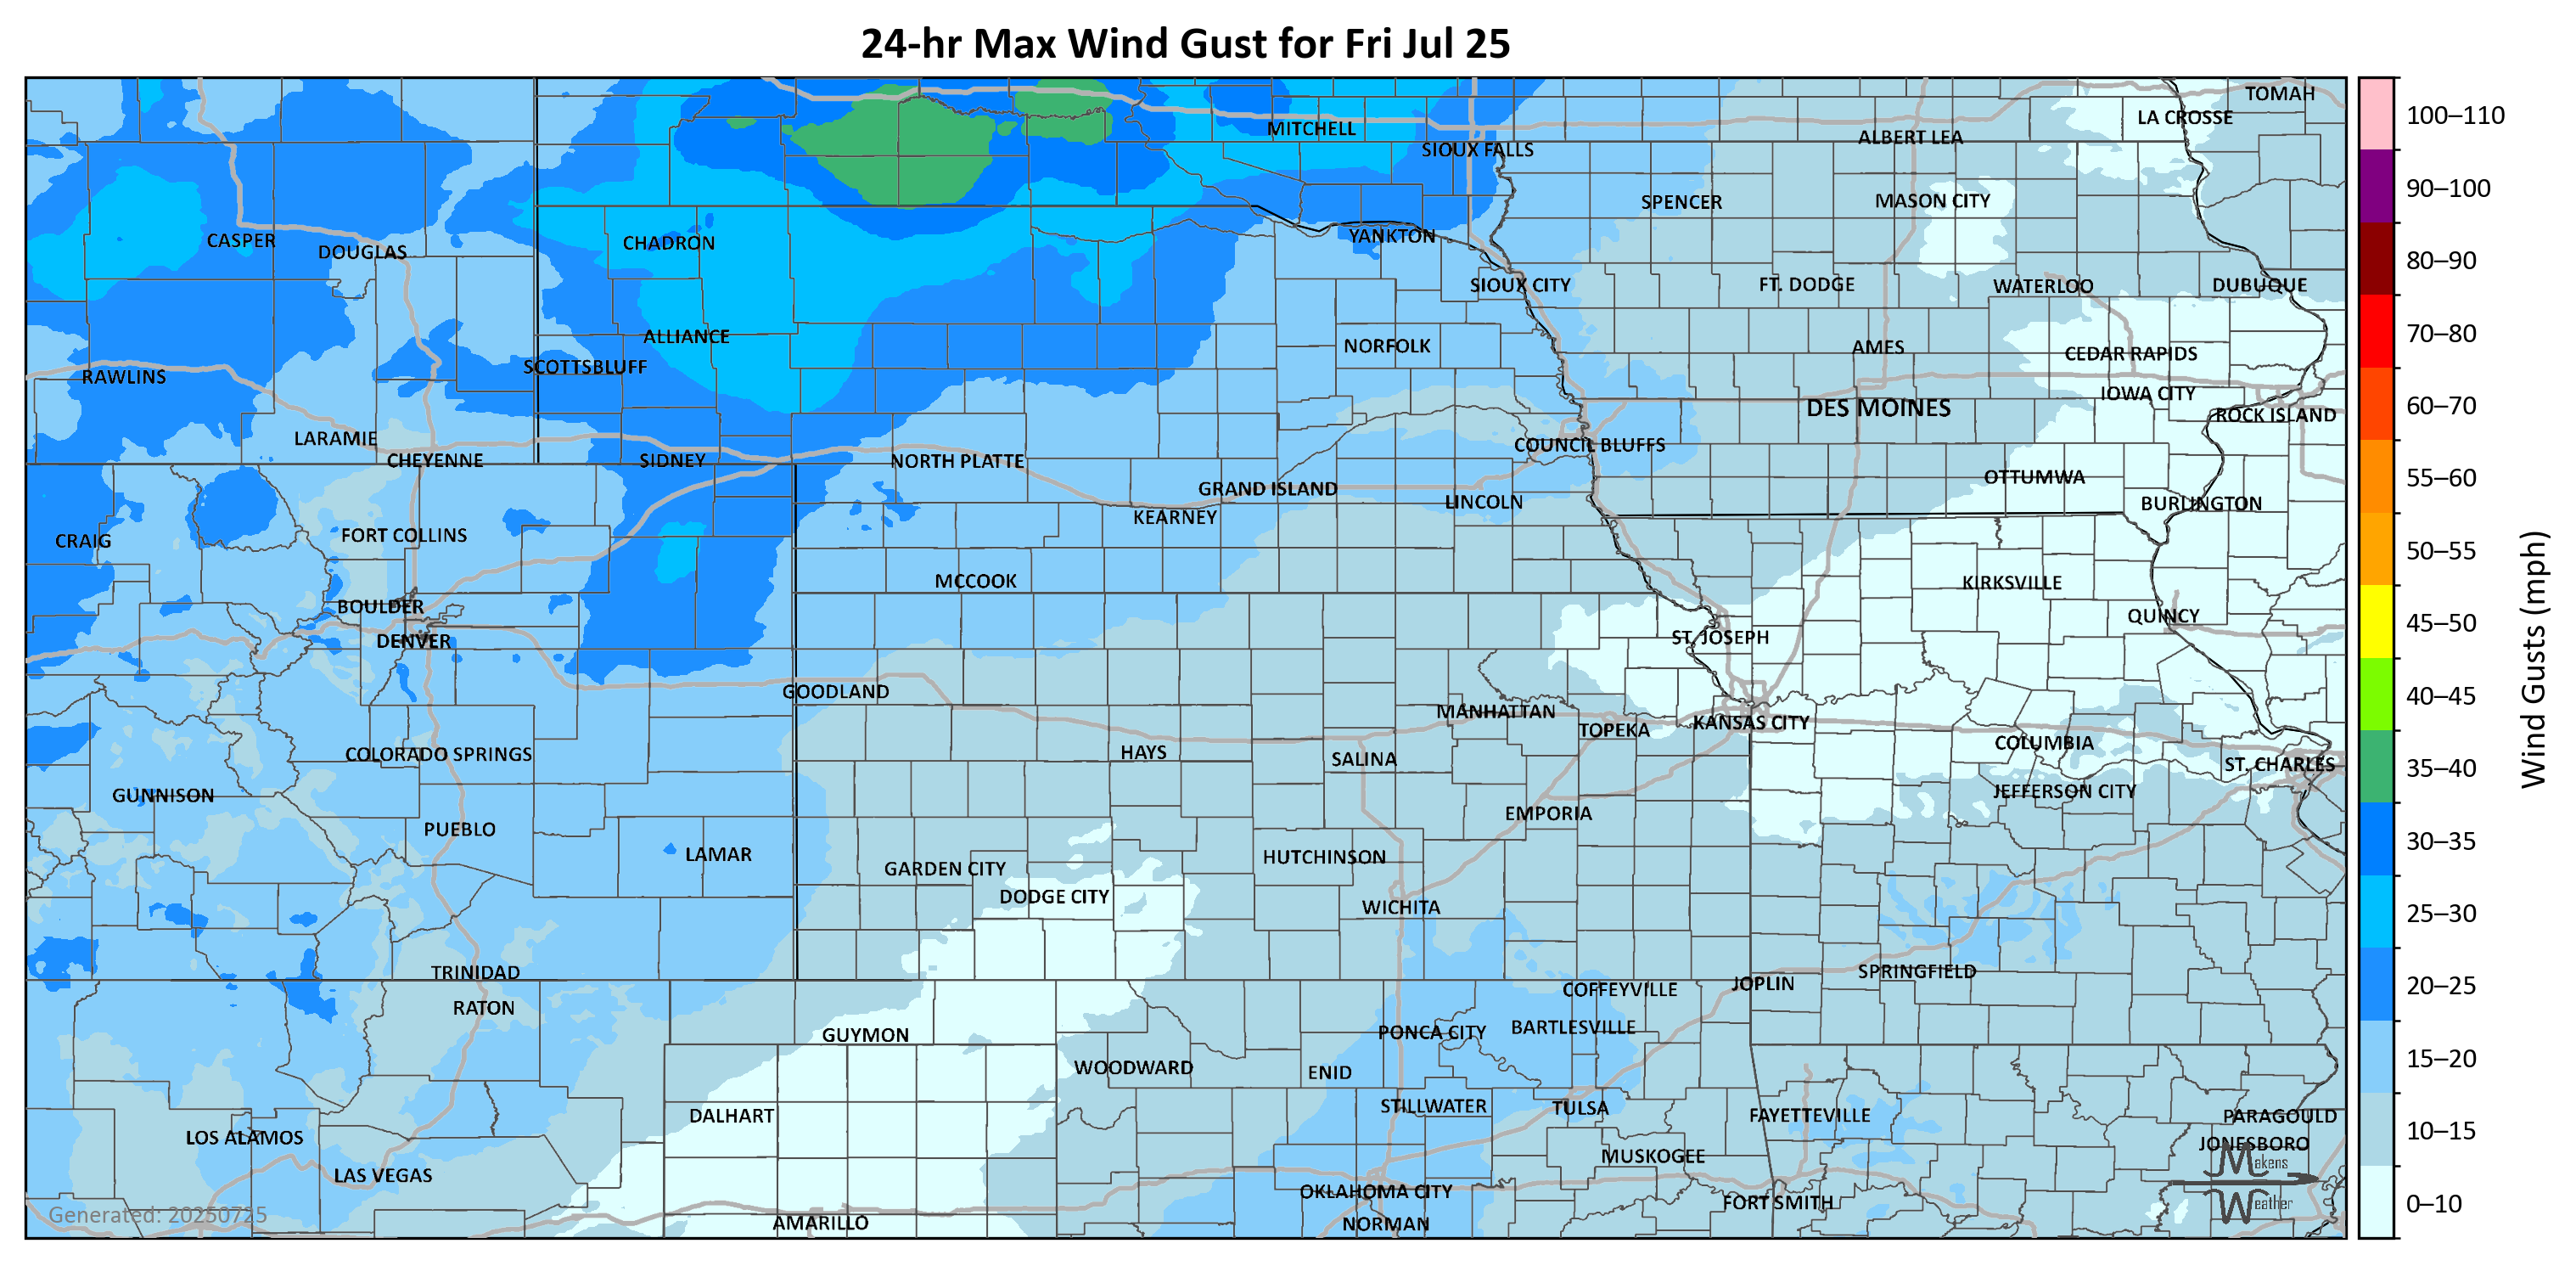 24-hr Max Wind Gust for Fri Jul 25
TOMAH
LA CROSSE
MITCHELL
ALBERT LEA
SIOUX FALLS
SPENCER
MASON CITY
CASPER
DOUGLAS
CHADRON
YANKTON
SIOUX CITY
FT. DODGE
WATERLOO
DUBUQUE
ALLIANCE
NORFOLK
AMES
CEDAR RAPIDS
SCOTTSBLUFF
RAWLINS
IOWA CITY
DES MOINES
ROCK ISLAND
LARAMIE
COUNCIL BLUFFS
CHEYENNE
SIDNEY
NORTH PLATTE
OTTUMWA
GRAND ISLAND
LINCOLN
BURLINGTON
KEARNEY
CRAIG
FORT COLLINS
MCCOOK
KIRKSVILLE
BOULDER
QUINCY
DENVER
ST. JOSEPH
GOODLAND
MANHATTAN
TOPEKA
KANSAS CITY
COLUMBIA
COLORADO SPRINGS
HAYS
SALINA
ST. CHARLES
JEFFERSON CITY
GUNNISON
EMPORIA
PUEBLO
LAMAR
HUTCHINSON
GARDEN CITY
DODGE CITY
WICHITA
TRINIDAD
SPRINGFIELD
JOPLIN
COFFEYVILLE
RATON
GUYMON
PONCA CITY
BARTLESVILLE
WOODWARD
ENID
STILLWATER
TULSA
DALHART
FAYETTEVILLE
PARAGOULD
LOS ALAMOS
JONESBORO
MUSKOGEE
LAS VEGAS
OKLAHOMA CITY
FORT SMITH
AMARILLO
NORMAN
Makens
Weather
Generated: 20250725
100–110
90–100
80–90
70–80
60–70
55–60
50–55
45–50
40–45
35–40
30–35
25–30
20–25
15–20
10–15
0–10
Wind Gusts (mph)